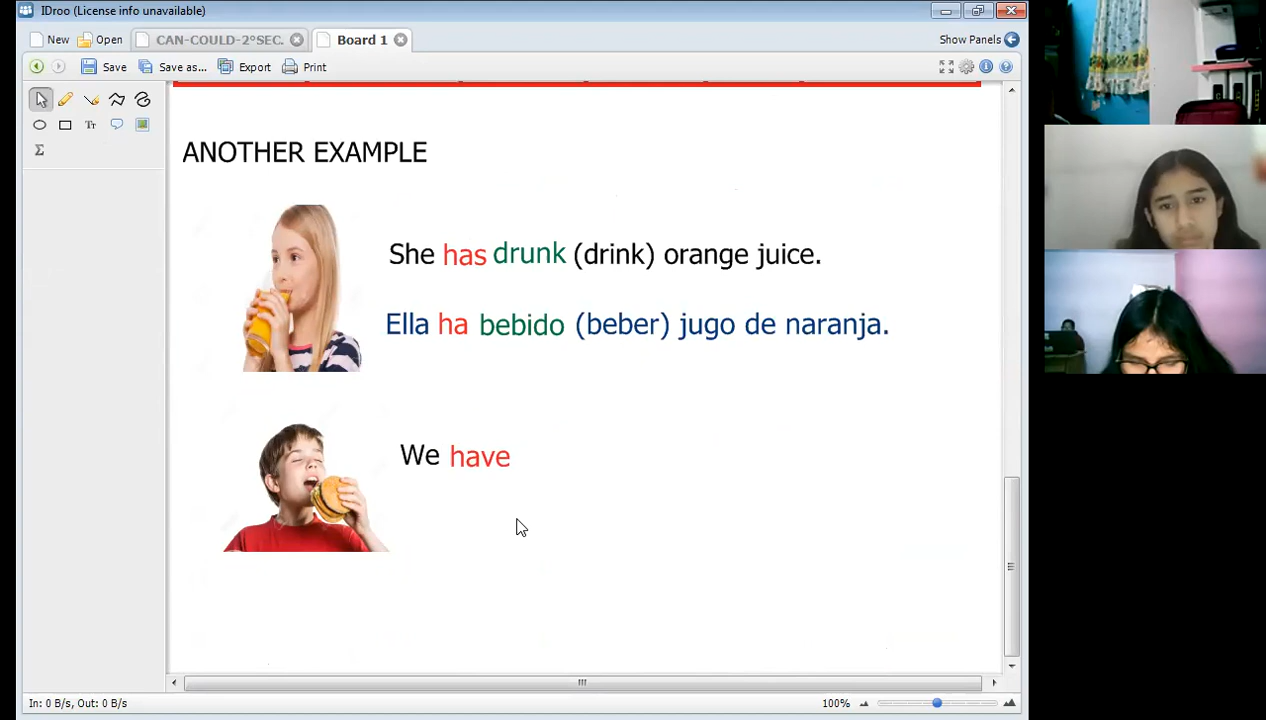 IDroo (License info unavailable)
New Open CAN-COULD-2°SEC. Board 1 Show Panels
Save Save as... Export Print
Tr
Σ
ANOTHER EXAMPLE
She has drunk (drink) orange juice.
Ella ha bebido (beber) jugo de naranja.
We have
In: 0 B/s, Out: 0 B/s 100%